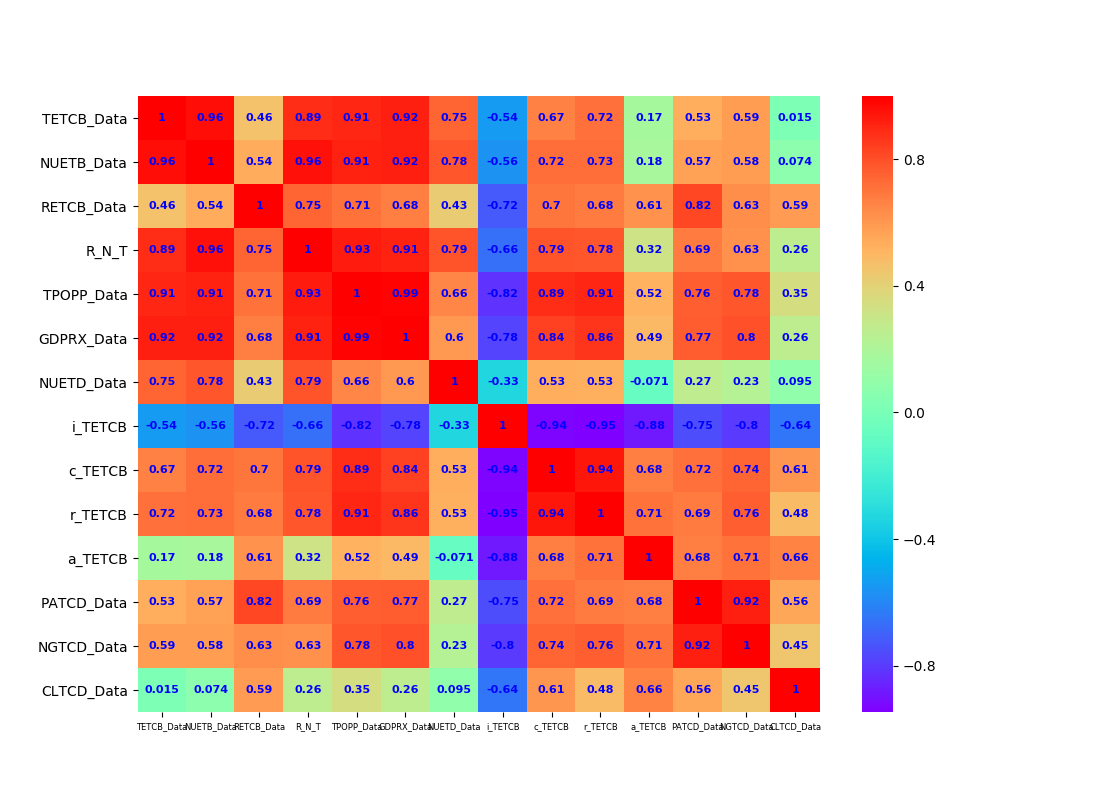 TETCB_Data 1 0.96 0.46 0.89 0.91 0.92 0.75 -0.54 0.67 0.72 0.17 0.53 0.59 0.015
NUETB_Data 0.96 1 0.54 0.96 0.91 0.92 0.78 -0.56 0.72 0.73 0.18 0.57 0.58 0.074
RETCB_Data 0.46 0.54 1 0.75 0.71 0.68 0.43 -0.72 0.7 0.68 0.61 0.82 0.63 0.59
R_N_T 0.89 0.96 0.75 1 0.93 0.91 0.79 -0.66 0.79 0.78 0.32 0.69 0.63 0.26
TPOPP_Data 0.91 0.91 0.71 0.93 1 0.99 0.66 -0.82 0.89 0.91 0.52 0.76 0.78 0.35
GDPRX_Data 0.92 0.92 0.68 0.91 0.99 1 0.6 -0.78 0.84 0.86 0.49 0.77 0.8 0.26
NUETD_Data 0.75 0.78 0.43 0.79 0.66 0.6 1 -0.33 0.53 0.53 -0.071 0.27 0.23 0.095
i_TETCB -0.54 -0.56 -0.72 -0.66 -0.82 -0.78 -0.33 1 -0.94 -0.95 -0.88 -0.75 -0.8 -0.64
c_TETCB 0.67 0.72 0.7 0.79 0.89 0.84 0.53 -0.94 1 0.94 0.68 0.72 0.74 0.61
r_TETCB 0.72 0.73 0.68 0.78 0.91 0.86 0.53 -0.95 0.94 1 0.71 0.69 0.76 0.48
a_TETCB 0.17 0.18 0.61 0.32 0.52 0.49 -0.071 -0.88 0.68 0.71 1 0.68 0.71 0.66
PATCD_Data 0.53 0.57 0.82 0.69 0.76 0.77 0.27 -0.75 0.72 0.69 0.68 1 0.92 0.56
NGTCD_Data 0.59 0.58 0.63 0.63 0.78 0.8 0.23 -0.8 0.74 0.76 0.71 0.92 1 0.45
CLTCD_Data 0.015 0.074 0.59 0.26 0.35 0.26 0.095 -0.64 0.61 0.48 0.66 0.56 0.45 1
TETCB_Data NUETB_Data RETCB_Data R_N_T TPOPP_Data GDPRX_Data NUETD_Data i_TETCB c_TETCB r_TETCB a_TETCB PATCD_Data NGTCD_Data CLTCD_Data
0.8
0.4
0.0
−0.4
−0.8